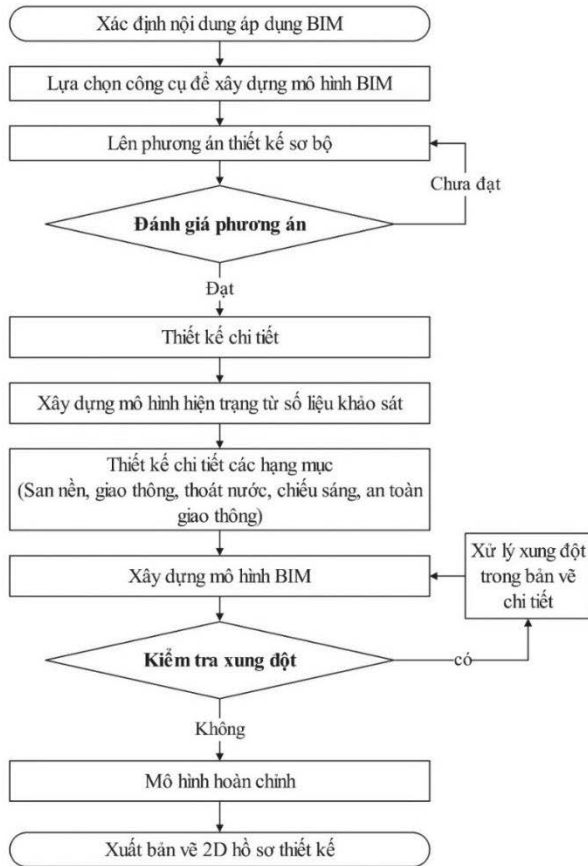 Xác định nội dung áp dụng BIM
Lựa chọn công cụ để xây dựng mô hình BIM
Lên phương án thiết kế sơ bộ
Chưa đạt
Đánh giá phương án
Đạt
Thiết kế chi tiết
Xây dựng mô hình hiện trạng từ số liệu khảo sát
Thiết kế chi tiết các hạng mục
(San nền, giao thông, thoát nước, chiếu sáng, an toàn
giao thông)
Xây dựng mô hình BIM
Xử lý xung đột
trong bản vẽ
chi tiết
Kiểm tra xung đột
có
Không
Mô hình hoàn chỉnh
Xuất bản vẽ 2D hồ sơ thiết kế